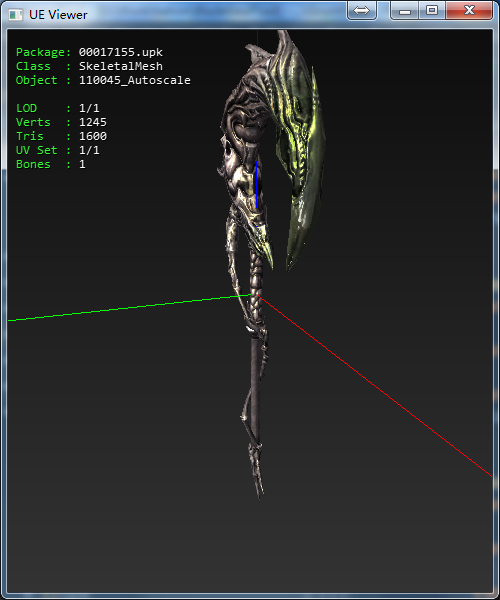 UE Viewer
Package: 00017155.upk
Class : SkeletalMesh
Object : 110045_Autoscale
LOD : 1/1
Verts : 1245
Tris : 1600
UV Set : 1/1
Bones : 1